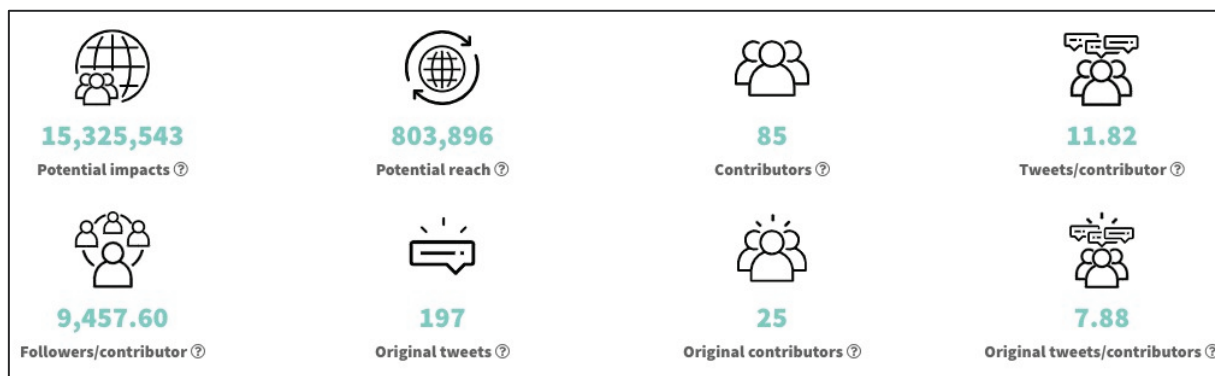 15,325,543
Potential impacts ?
803,896
Potential reach ?
85
Contributors ?
11.82
Tweets/contributor ?
9,457.60
Followers/contributor ?
197
Original tweets ?
25
Original contributors ?
7.88
Original tweets/contributors ?